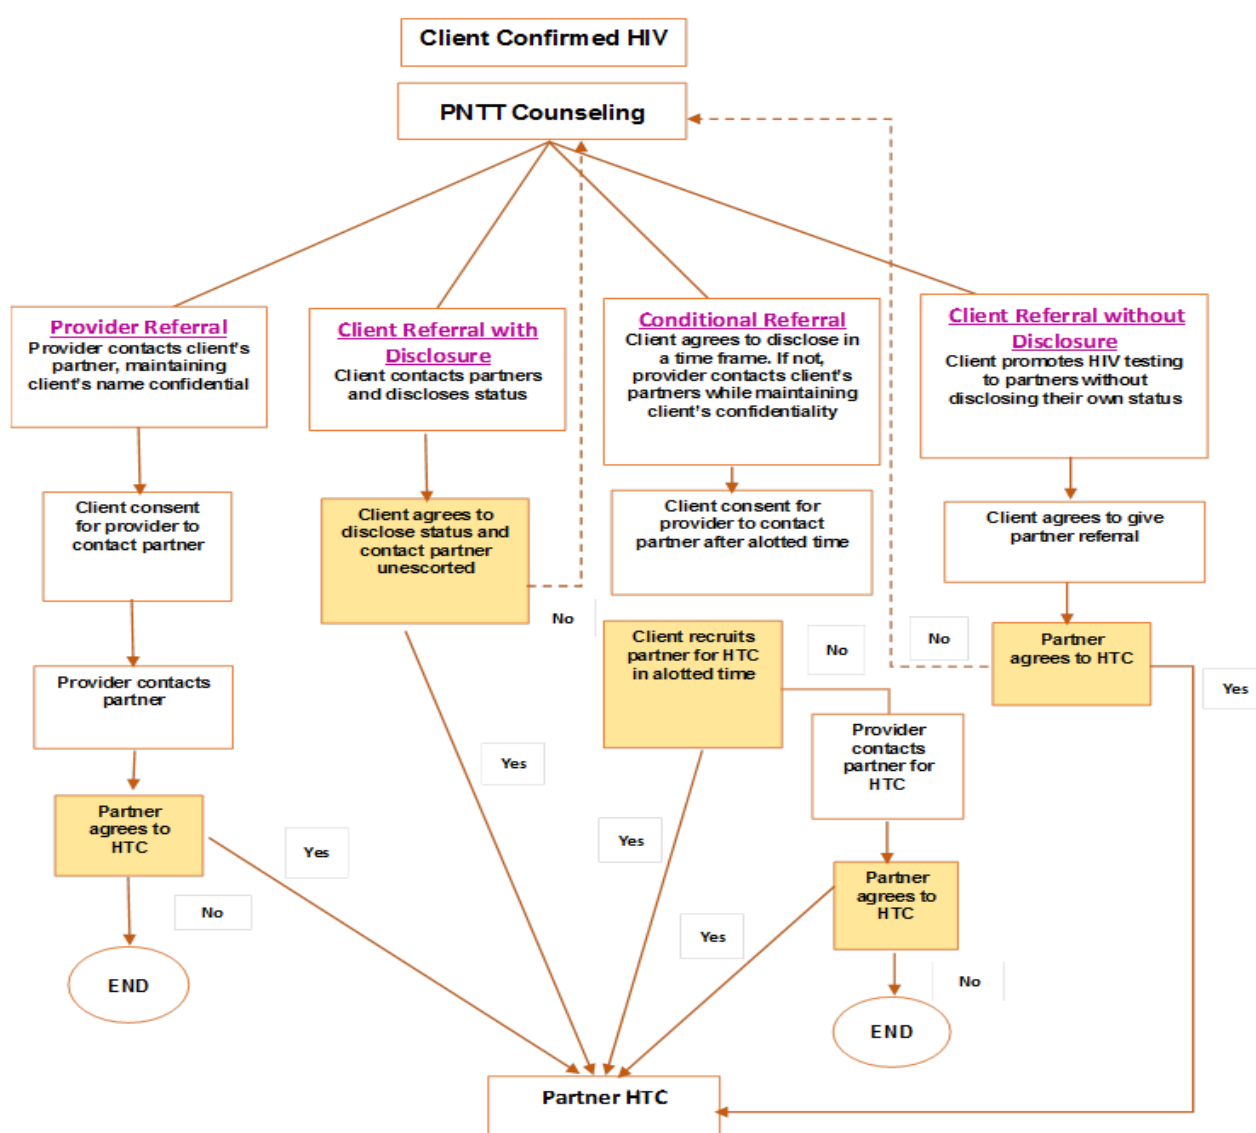 Client Confirmed HIV
PNTT Counseling
Provider Referral
Provider contacts client's
partner, maintaining
client's name confidential
Client Referral with
Disclosure
Client contacts partners
and discloses status
Conditional Referral
Client agrees to disclose in
a time frame. If not,
provider contacts client's
partners while maintaining
client's confidentiality
Client Referral without
Disclosure
Client promotes HIV testing
to partners without
disclosing their own status
Client consent
for provider to
contact partner
Client agrees to
disclose status and
contact partner
unescorted
Client consent for
provider to contact
partner after alotted time
Client agrees to give
partner referral
No
Client recruits
partner for HTC
in alotted time
No
No
Partner
agrees to HTC
Yes
Provider contacts
partner
Yes
Provider
contacts
partner for
HTC
Partner
agrees to
HTC
Yes
Yes
No
Partner
agrees to
HTC
Yes
No
END
END
Partner HTC